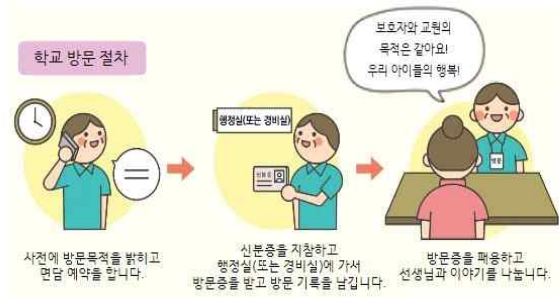 학교 방문 절차
보호자와 교원의
목적은 같아요!
우리 아이들의 행복!
행정실(또는 경비실)
신분증
방문
사전에 방문목적을 밝히고
면담 예약을 합니다.
신분증을 지참하고
행정실(또는 경비실)에 가서
방문증을 받고 방문 기록을 남깁니다.
방문증을 패용하고
선생님과 이야기를 나눕니다.